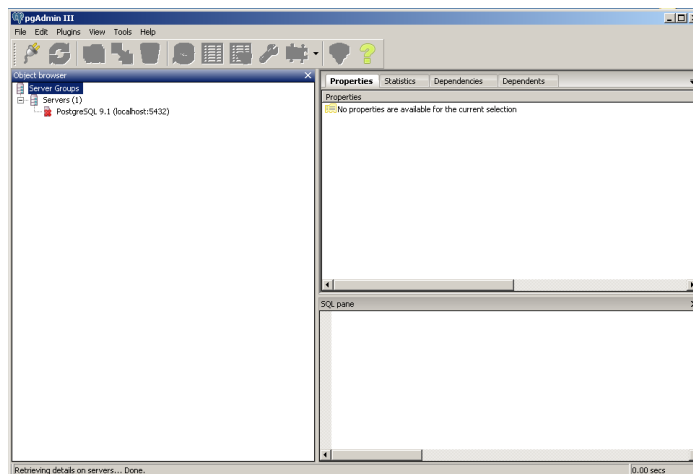 pgAdmin III
File Edit Plugins View Tools Help
Object browser
Server Groups
Servers (1)
PostgreSQL 9.1 (localhost:5432)
Properties Statistics Dependencies Dependents
Properties
No properties are available for the current selection
SQL pane
Retrieving details on servers... Done.
0.00 secs